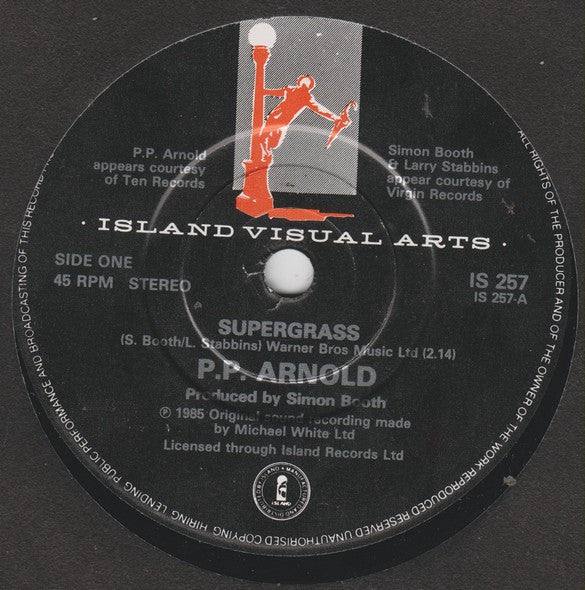 P.P. Arnold
appears courtesy
of Ten Records
Simon Booth
& Larry Stabbins
appear courtesy of
Virgin Records
· ISLAND VISUAL ARTS ·
SIDE ONE
45 RPM STEREO
IS 257
IS 257-A
SUPERGRASS
(S. Booth/L. Stabbins) Warner Bros Music Ltd (2.14)
P.P. ARNOLD
Produced by Simon Booth
℗ 1985 Original sound recording made
by Michael White Ltd
Licensed through Island Records Ltd
ISLAND
ALL RIGHTS OF THE PRODUCER AND OF THE OWNER OF THE WORK REPRODUCED RESERVED UNAUTHORISED COPYING, HIRING, LENDING, PUBLIC PERFORMANCE AND BROADCASTING OF THIS RECORD